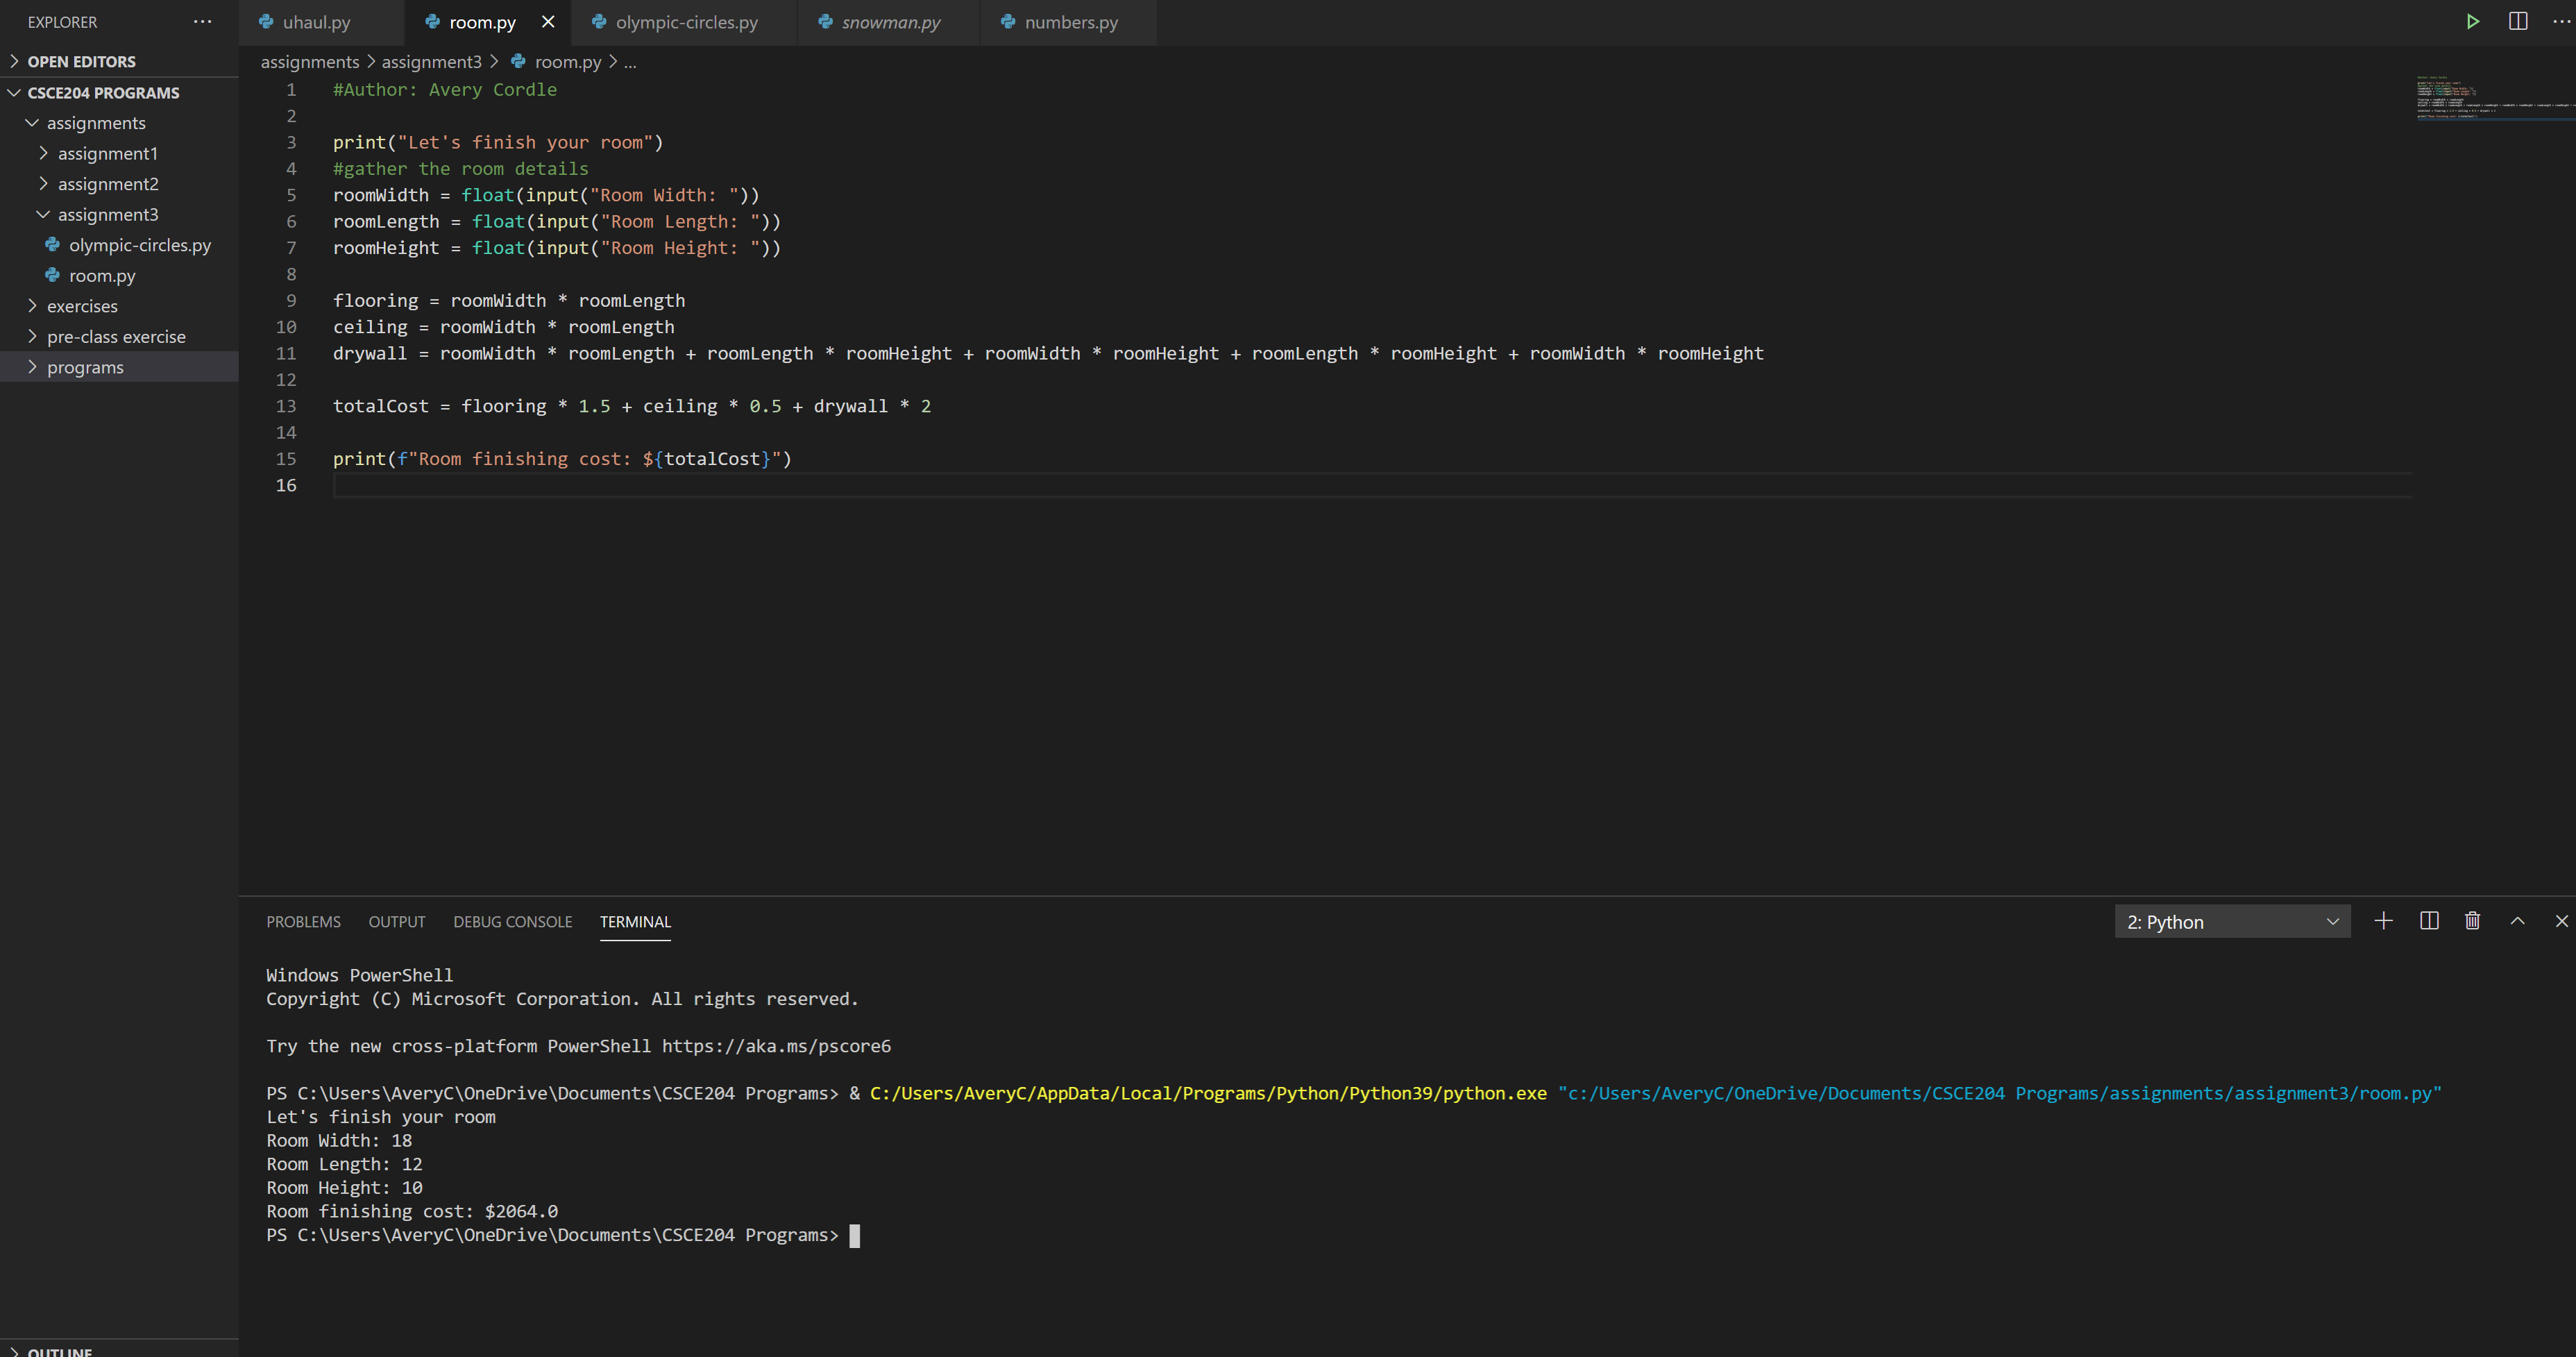 EXPLORER
OPEN EDITORS
CSCE204 PROGRAMS
assignments
assignment1
assignment2
assignment3
olympic-circles.py
room.py
exercises
pre-class exercise
programs
OUTLINE
uhaul.py room.py olympic-circles.py snowman.py numbers.py
assignments > assignment3 > room.py > ...
1 #Author: Avery Cordle
2
3 print("Let's finish your room")
4 #gather the room details
5 roomWidth = float(input("Room Width: "))
6 roomLength = float(input("Room Length: "))
7 roomHeight = float(input("Room Height: "))
8
9 flooring = roomWidth * roomLength
10 ceiling = roomWidth * roomLength
11 drywall = roomWidth * roomLength + roomLength * roomHeight + roomWidth * roomHeight + roomLength * roomHeight + roomWidth * roomHeight
12
13 totalCost = flooring * 1.5 + ceiling * 0.5 + drywall * 2
14
15 print(f"Room finishing cost: ${totalCost}")
16
PROBLEMS OUTPUT DEBUG CONSOLE TERMINAL 2: Python
Windows PowerShell
Copyright (C) Microsoft Corporation. All rights reserved.
Try the new cross-platform PowerShell https://aka.ms/pscore6
PS C:\Users\AveryC\OneDrive\Documents\CSCE204 Programs> & C:/Users/AveryC/AppData/Local/Programs/Python/Python39/python.exe "c:/Users/AveryC/OneDrive/Documents/CSCE204 Programs/assignments/assignment3/room.py"
Let's finish your room
Room Width: 18
Room Length: 12
Room Height: 10
Room finishing cost: $2064.0
PS C:\Users\AveryC\OneDrive\Documents\CSCE204 Programs>